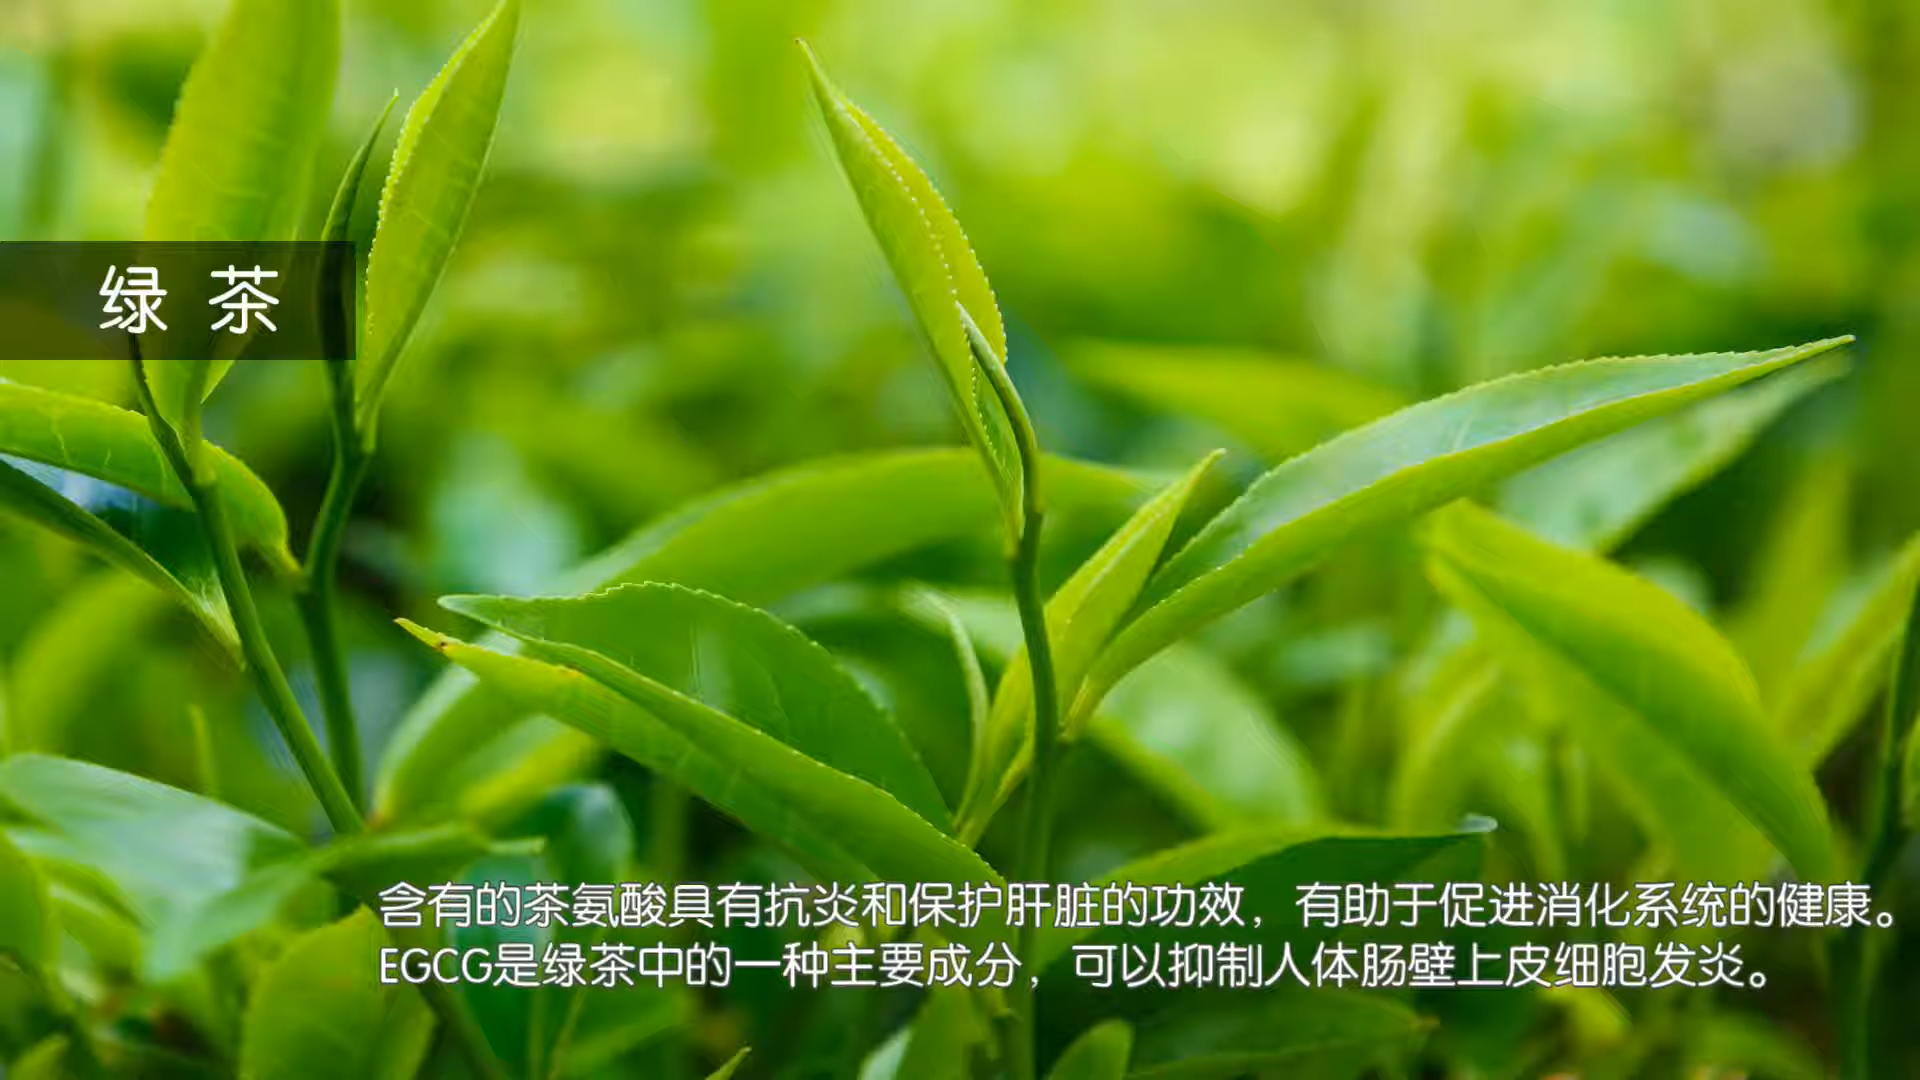 绿茶
含有的茶氨酸具有抗炎和保护肝脏的功效，有助于促进消化系统的健康。
EGCG是绿茶中的一种主要成分，可以抑制人体肠壁上皮细胞发炎。